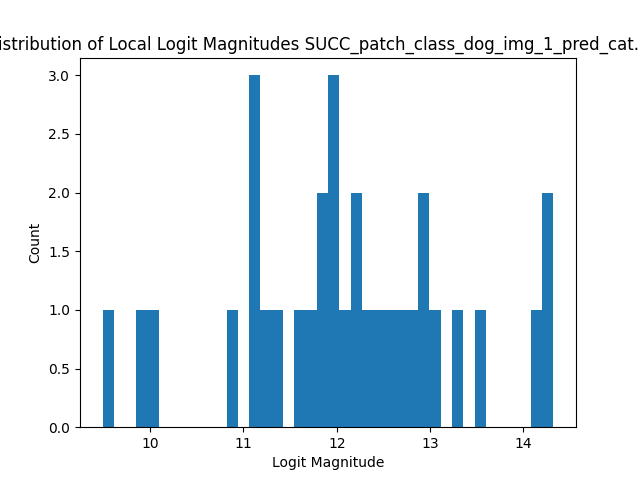 istribution of Local Logit Magnitudes SUCC_patch_class_dog_img_1_pred_cat.
3.0
2.5
2.0
1.5
1.0
0.5
0.0
Count
10 11 12 13 14
Logit Magnitude